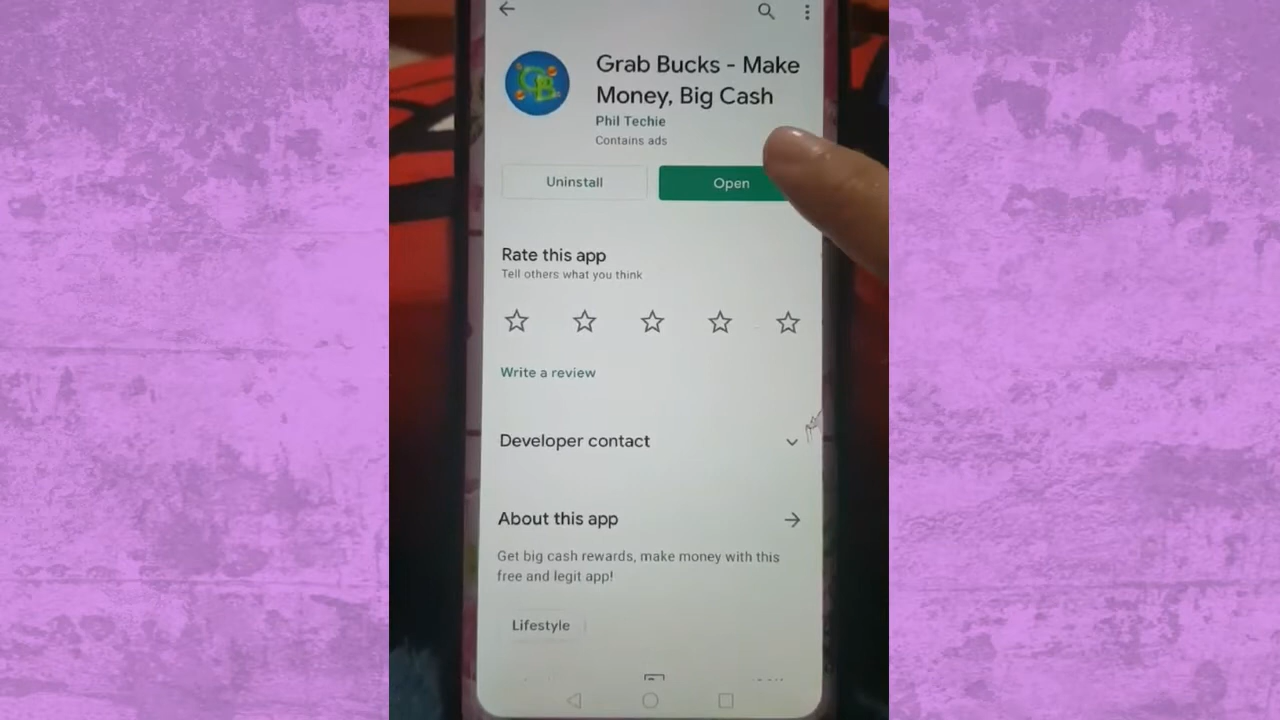 Grab Bucks - Make
Money, Big Cash
Phil Techie
Contains ads
Uninstall
Open
Rate this app
Tell others what you think
Write a review
Developer contact
About this app
Get big cash rewards, make money with this
free and legit app!
Lifestyle